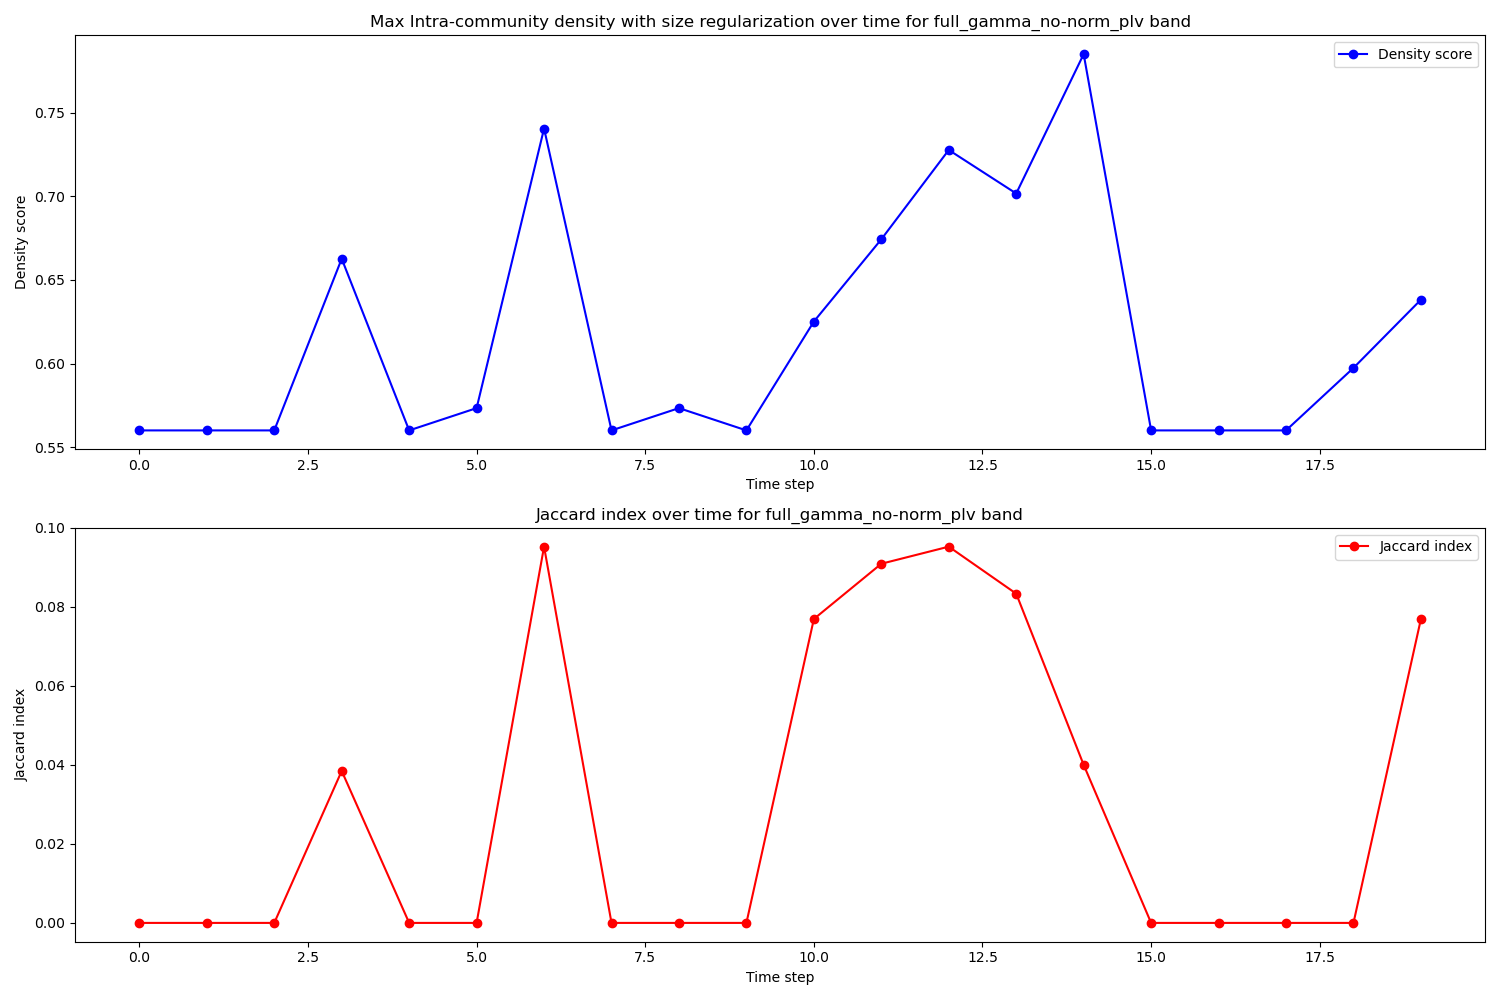 Max Intra-community density with size regularization over time for full_gamma_no-norm_plv band
Density score
0.75
0.70
0.65
0.60
0.55
Density score
0.0 2.5 5.0 7.5 10.0 12.5 15.0 17.5
Time step
Jaccard index over time for full_gamma_no-norm_plv band
Jaccard index
0.10
0.08
0.06
0.04
0.02
0.00
Jaccard index
0.0 2.5 5.0 7.5 10.0 12.5 15.0 17.5
Time step